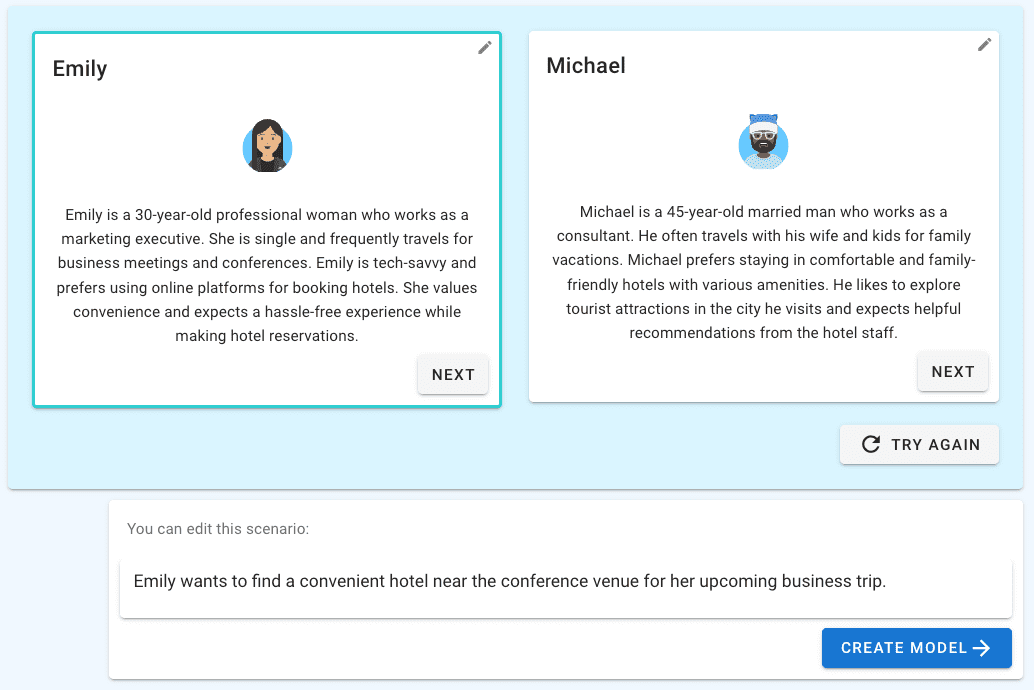 Emily
Emily is a 30-year-old professional woman who works as a
marketing executive. She is single and frequently travels for
business meetings and conferences. Emily is tech-savvy and
prefers using online platforms for booking hotels. She values
convenience and expects a hassle-free experience while
making hotel reservations.
NEXT
Michael
Michael is a 45-year-old married man who works as a
consultant. He often travels with his wife and kids for family
vacations. Michael prefers staying in comfortable and family-
friendly hotels with various amenities. He likes to explore
tourist attractions in the city he visits and expects helpful
recommendations from the hotel staff.
NEXT
TRY AGAIN
You can edit this scenario:
Emily wants to find a convenient hotel near the conference venue for her upcoming business trip.
CREATE MODEL